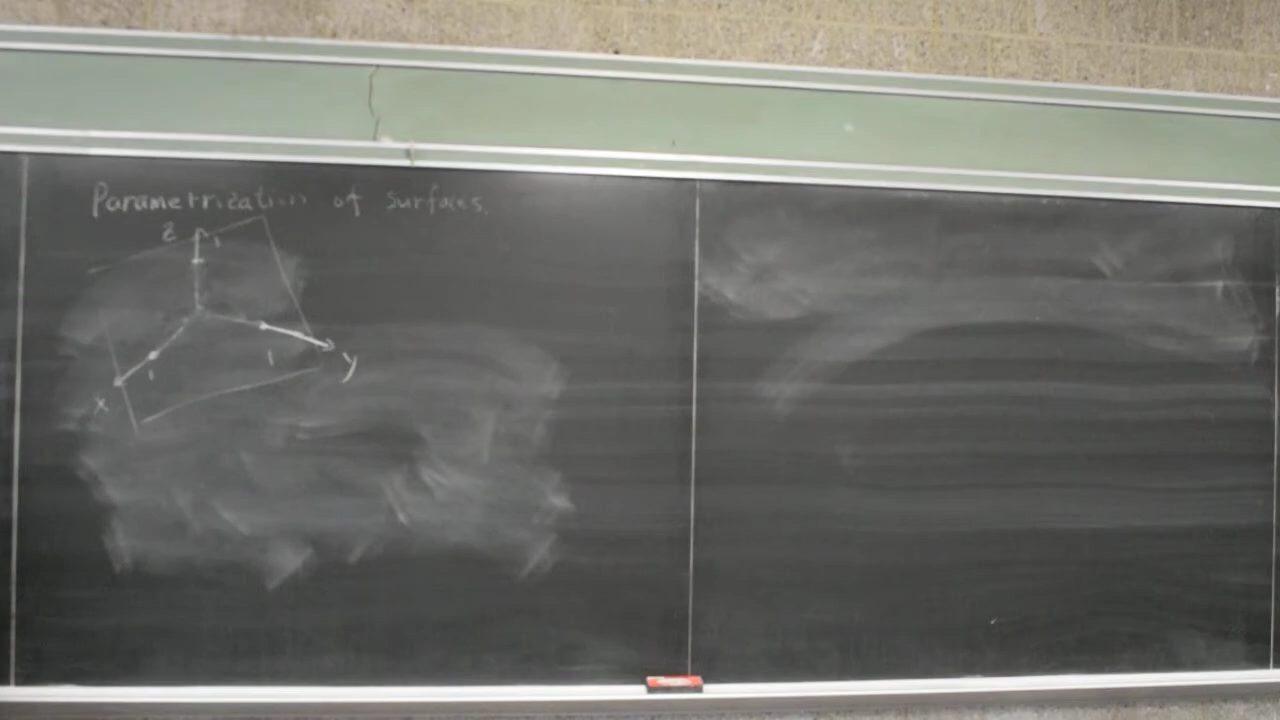 Parametrization of surfaces.
z
1
1
1
y
x